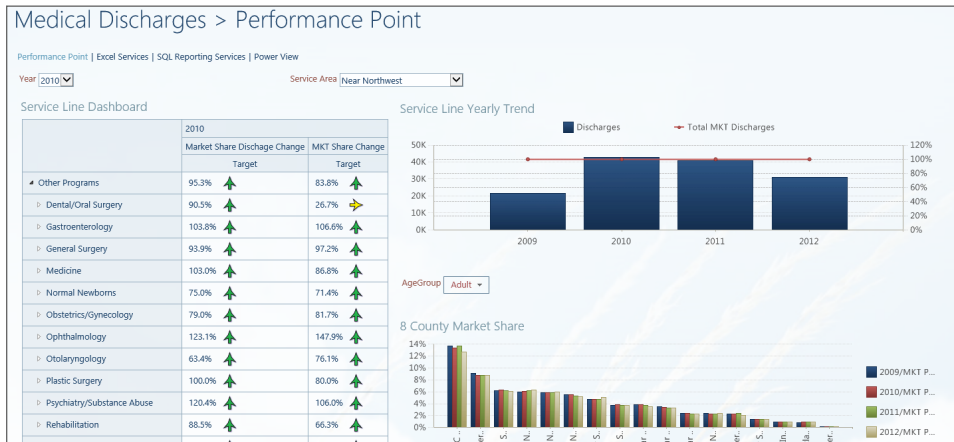 Medical Discharges > Performance Point
Performance Point | Excel Services | SQL Reporting Services | Power View
Year 2010 Service Area Near Northwest
Service Line Dashboard
2010
Market Share Dischage Change MKT Share Change
Target Target
Other Programs 95.3% 83.8%
Dental/Oral Surgery 90.5% 26.7%
Gastroenterology 103.8% 106.6%
General Surgery 93.9% 97.2%
Medicine 103.0% 86.8%
Normal Newborns 75.0% 71.4%
Obstetrics/Gynecology 79.0% 81.7%
Ophthalmology 123.1% 147.9%
Otolaryngology 63.4% 76.1%
Plastic Surgery 100.0% 80.0%
Psychiatry/Substance Abuse 120.4% 106.0%
Rehabilitation 88.5% 66.3%
Service Line Yearly Trend
Discharges Total MKT Discharges
50K 120%
40K 100%
30K 80%
20K 60%
10K 40%
0K 20%
0%
2009 2010 2011 2012
AgeGroup Adult
8 County Market Share
14%
12%
10%
8%
6%
4%
2%
0%
2009/MKT P...
2010/MKT P...
2011/MKT P...
2012/MKT P...